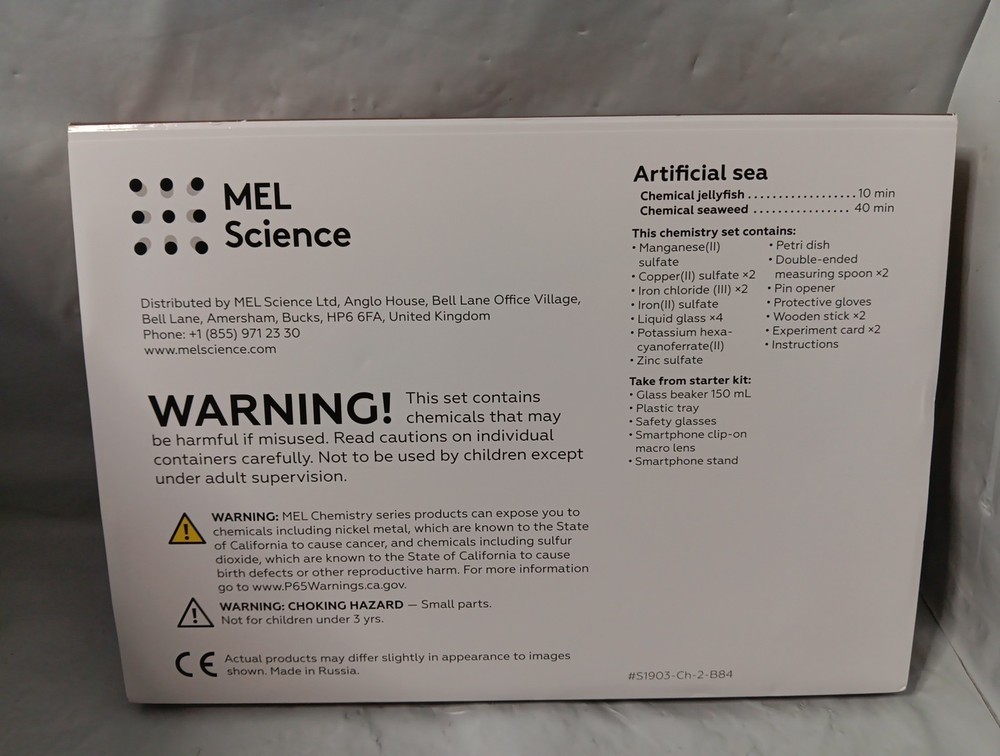 MEL
Science
Distributed by MEL Science Ltd, Anglo House, Bell Lane Office Village,
Bell Lane, Amersham, Bucks, HP6 6FA, United Kingdom
Phone: +1 (855) 971 23 30
www.melscience.com
WARNING! This set contains
chemicals that may
be harmful if misused. Read cautions on individual
containers carefully. Not to be used by children except
under adult supervision.
WARNING: MEL Chemistry series products can expose you to
chemicals including nickel metal, which are known to the State
of California to cause cancer, and chemicals including sulfur
dioxide, which are known to the State of California to cause
birth defects or other reproductive harm. For more information
go to www.P65Warnings.ca.gov.
WARNING: CHOKING HAZARD — Small parts.
Not for children under 3 yrs.
CE Actual products may differ slightly in appearance to images
shown. Made in Russia.
Artificial sea
Chemical jellyfish ................. 10 min
Chemical seaweed ............... 40 min
This chemistry set contains:
• Manganese(II)
sulfate
• Copper(II) sulfate ×2
• Iron chloride (III) ×2
• Iron(II) sulfate
• Liquid glass ×4
• Potassium hexa-
cyanoferrate(II)
• Zinc sulfate
• Petri dish
• Double-ended
measuring spoon ×2
• Pin opener
• Protective gloves
• Wooden stick ×2
• Experiment card ×2
• Instructions
Take from starter kit:
• Glass beaker 150 mL
• Plastic tray
• Safety glasses
• Smartphone clip-on
macro lens
• Smartphone stand
#S1903-Ch-2-B84